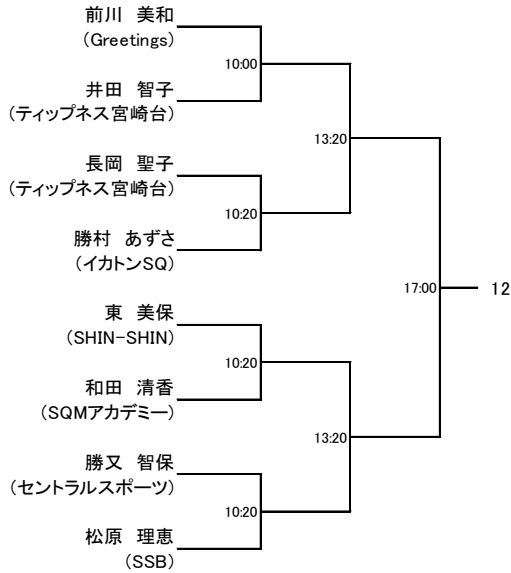 前川　美和
(Greetings)
10:00
井田　智子
(ティップネス宮崎台)
13:20
長岡　聖子
(ティップネス宮崎台)
10:20
勝村　あずさ
(イカトンSQ)
17:00
12
東　美保
(SHIN-SHIN)
10:20
和田　清香
(SQMアカデミー)
13:20
勝又　智保
(セントラルスポーツ)
10:20
松原　理恵
(SSB)